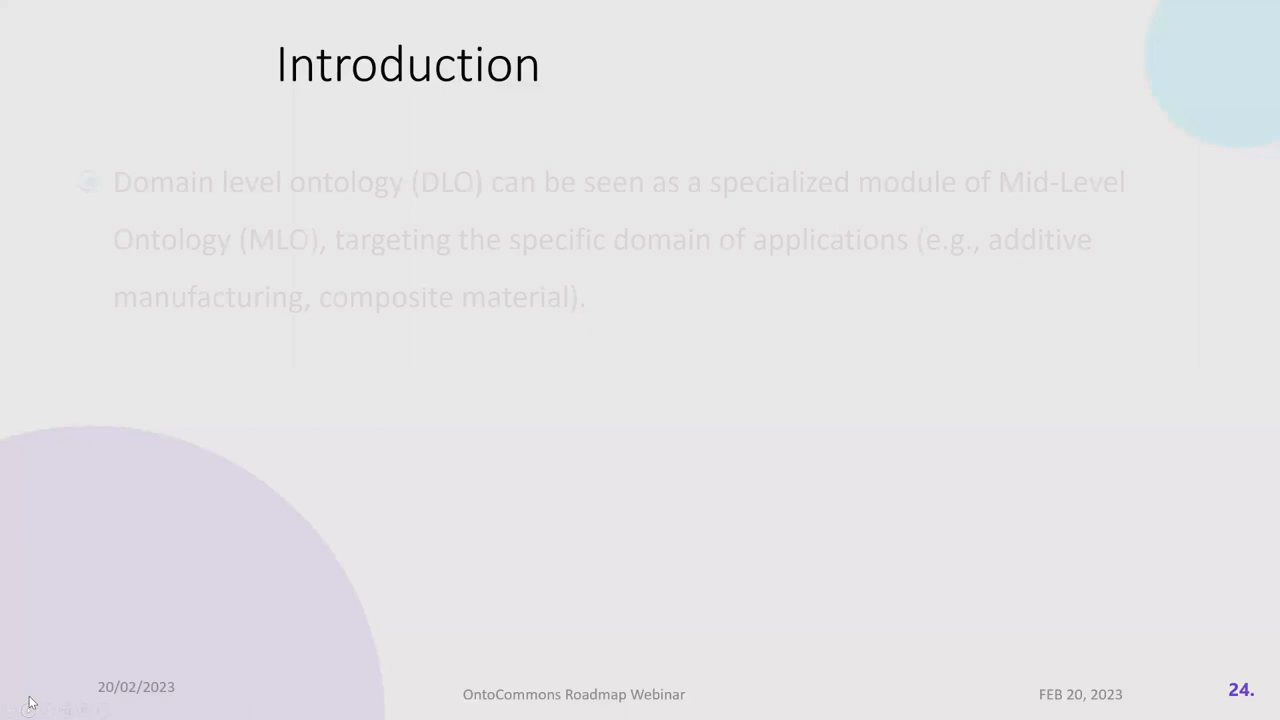 Introduction
Domain level ontology (DLO) can be seen as a specialized module of Mid-Level
Ontology (MLO), targeting the specific domain of applications (e.g., additive
manufacturing, composite material).
20/02/2023
OntoCommons Roadmap Webinar
FEB 20, 2023
24.